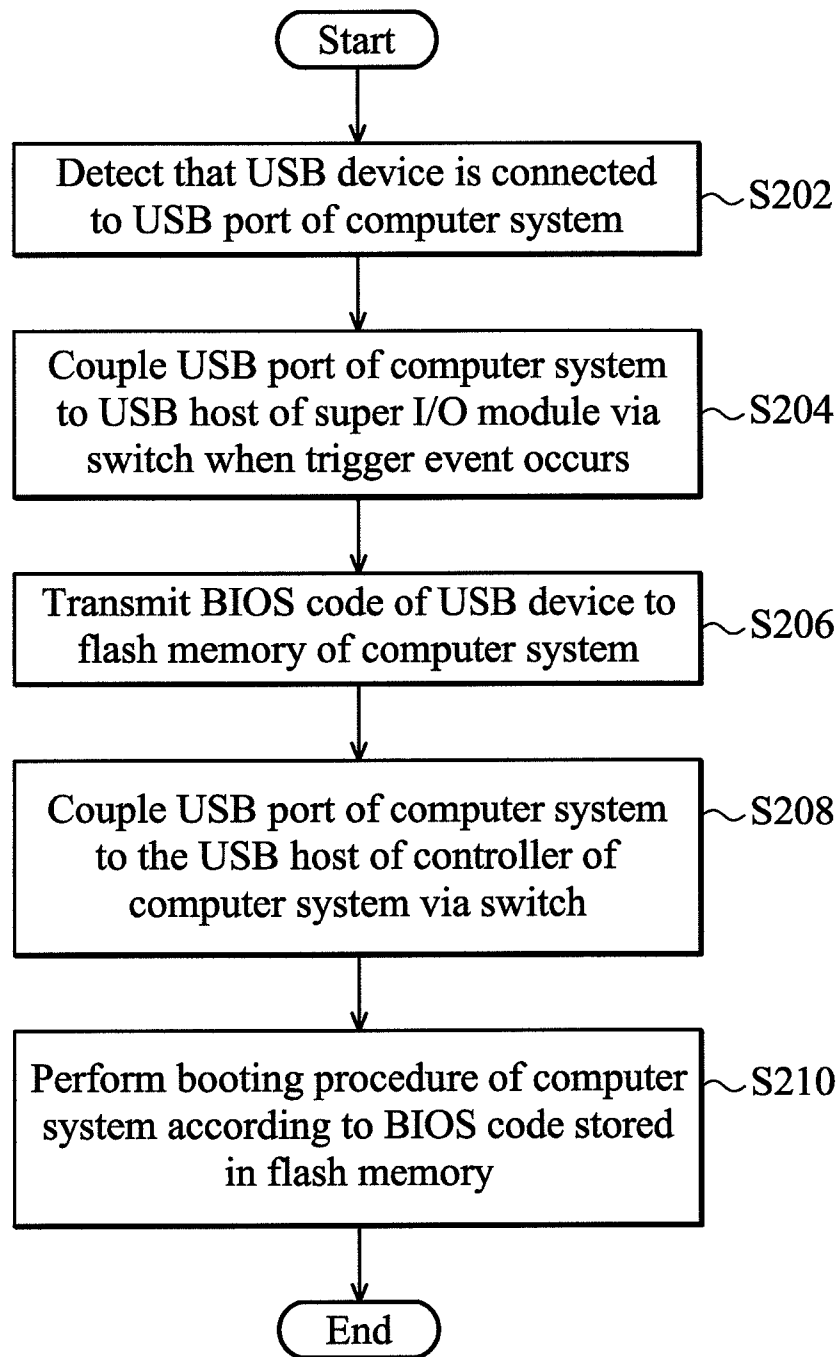 Start
Detect that USB device is connected
to USB port of computer system
S202
Couple USB port of computer system
to USB host of super I/O module via
switch when trigger event occurs
S204
Transmit BIOS code of USB device to
flash memory of computer system
S206
Couple USB port of computer system
to the USB host of controller of
computer system via switch
S208
Perform booting procedure of computer
system according to BIOS code stored
in flash memory
S210
End